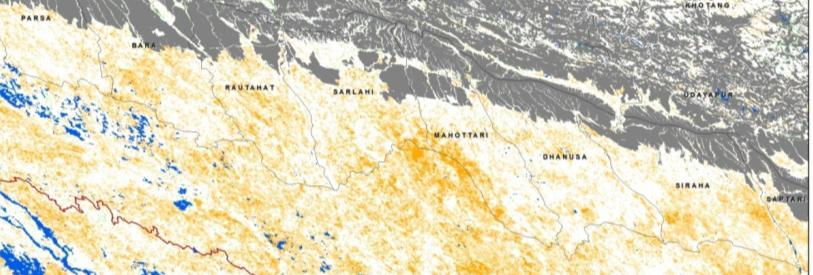 KHOTANG
PARSA
BARA
RAUTAHAT
SARLAHI
UDAYAPUR
MAHOTTARI
DHANUSA
SIRAHA
SAPTARI